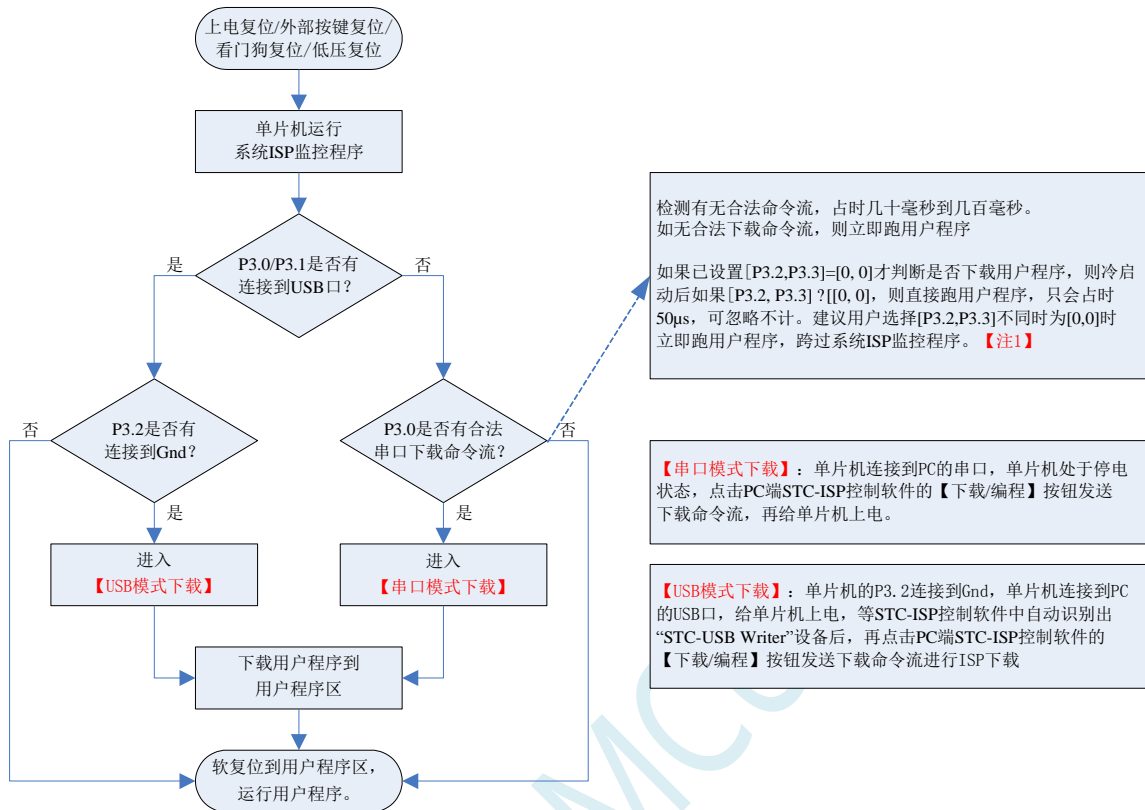 上电复位/外部按键复位/
看门狗复位/低压复位
单片机运行
系统ISP监控程序
P3.0/P3.1是否有
连接到USB口?
是
否
P3.2是否有
连接到Gnd?
否
是
P3.0是否有合法
串口下载命令流?
否
是
进入
【USB模式下载】
进入
【串口模式下载】
下载用户程序到
用户程序区
软复位到用户程序区，
运行用户程序。
检测有无合法命令流，占时几十毫秒到几百毫秒。
如无合法下载命令流，则立即跑用户程序
如果已设置[P3.2,P3.3]=[0, 0]才判断是否下载用户程序，则冷启
动后如果[P3.2, P3.3] ?[[0, 0]，则直接跑用户程序，只会占时
50μs，可忽略不计。建议用户选择[P3.2,P3.3]不同时为[0,0]时
立即跑用户程序，跨过系统ISP监控程序。【注1】
【串口模式下载】：单片机连接到PC的串口，单片机处于停电
状态，点击PC端STC-ISP控制软件的【下载/编程】按钮发送
下载命令流，再给单片机上电。
【USB模式下载】：单片机的P3.2连接到Gnd，单片机连接到PC
的USB口，给单片机上电，等STC-ISP控制软件中自动识别出
“STC-USB Writer”设备后，再点击PC端STC-ISP控制软件的
【下载/编程】按钮发送下载命令流进行ISP下载
MCU